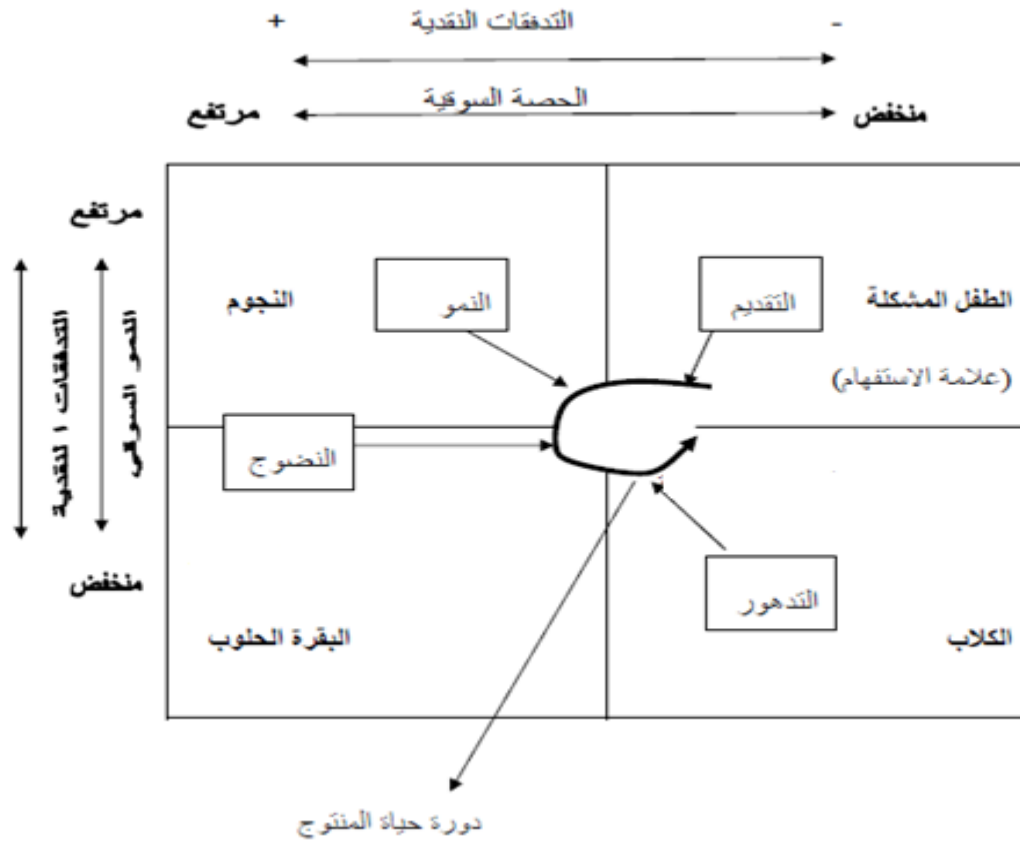 + التدفقات النقدية -
الحصة السوقية
مرتفع
منخفض
مرتفع
النمو السوقي
التدفقات ا لنقدية
منخفض
الطفل المشكلة
(علامة الاستفهام)
التقديم
النمو
النجوم
النضوج
التدهور
الكلاب
البقرة الحلوب
دورة حياة المنتوج